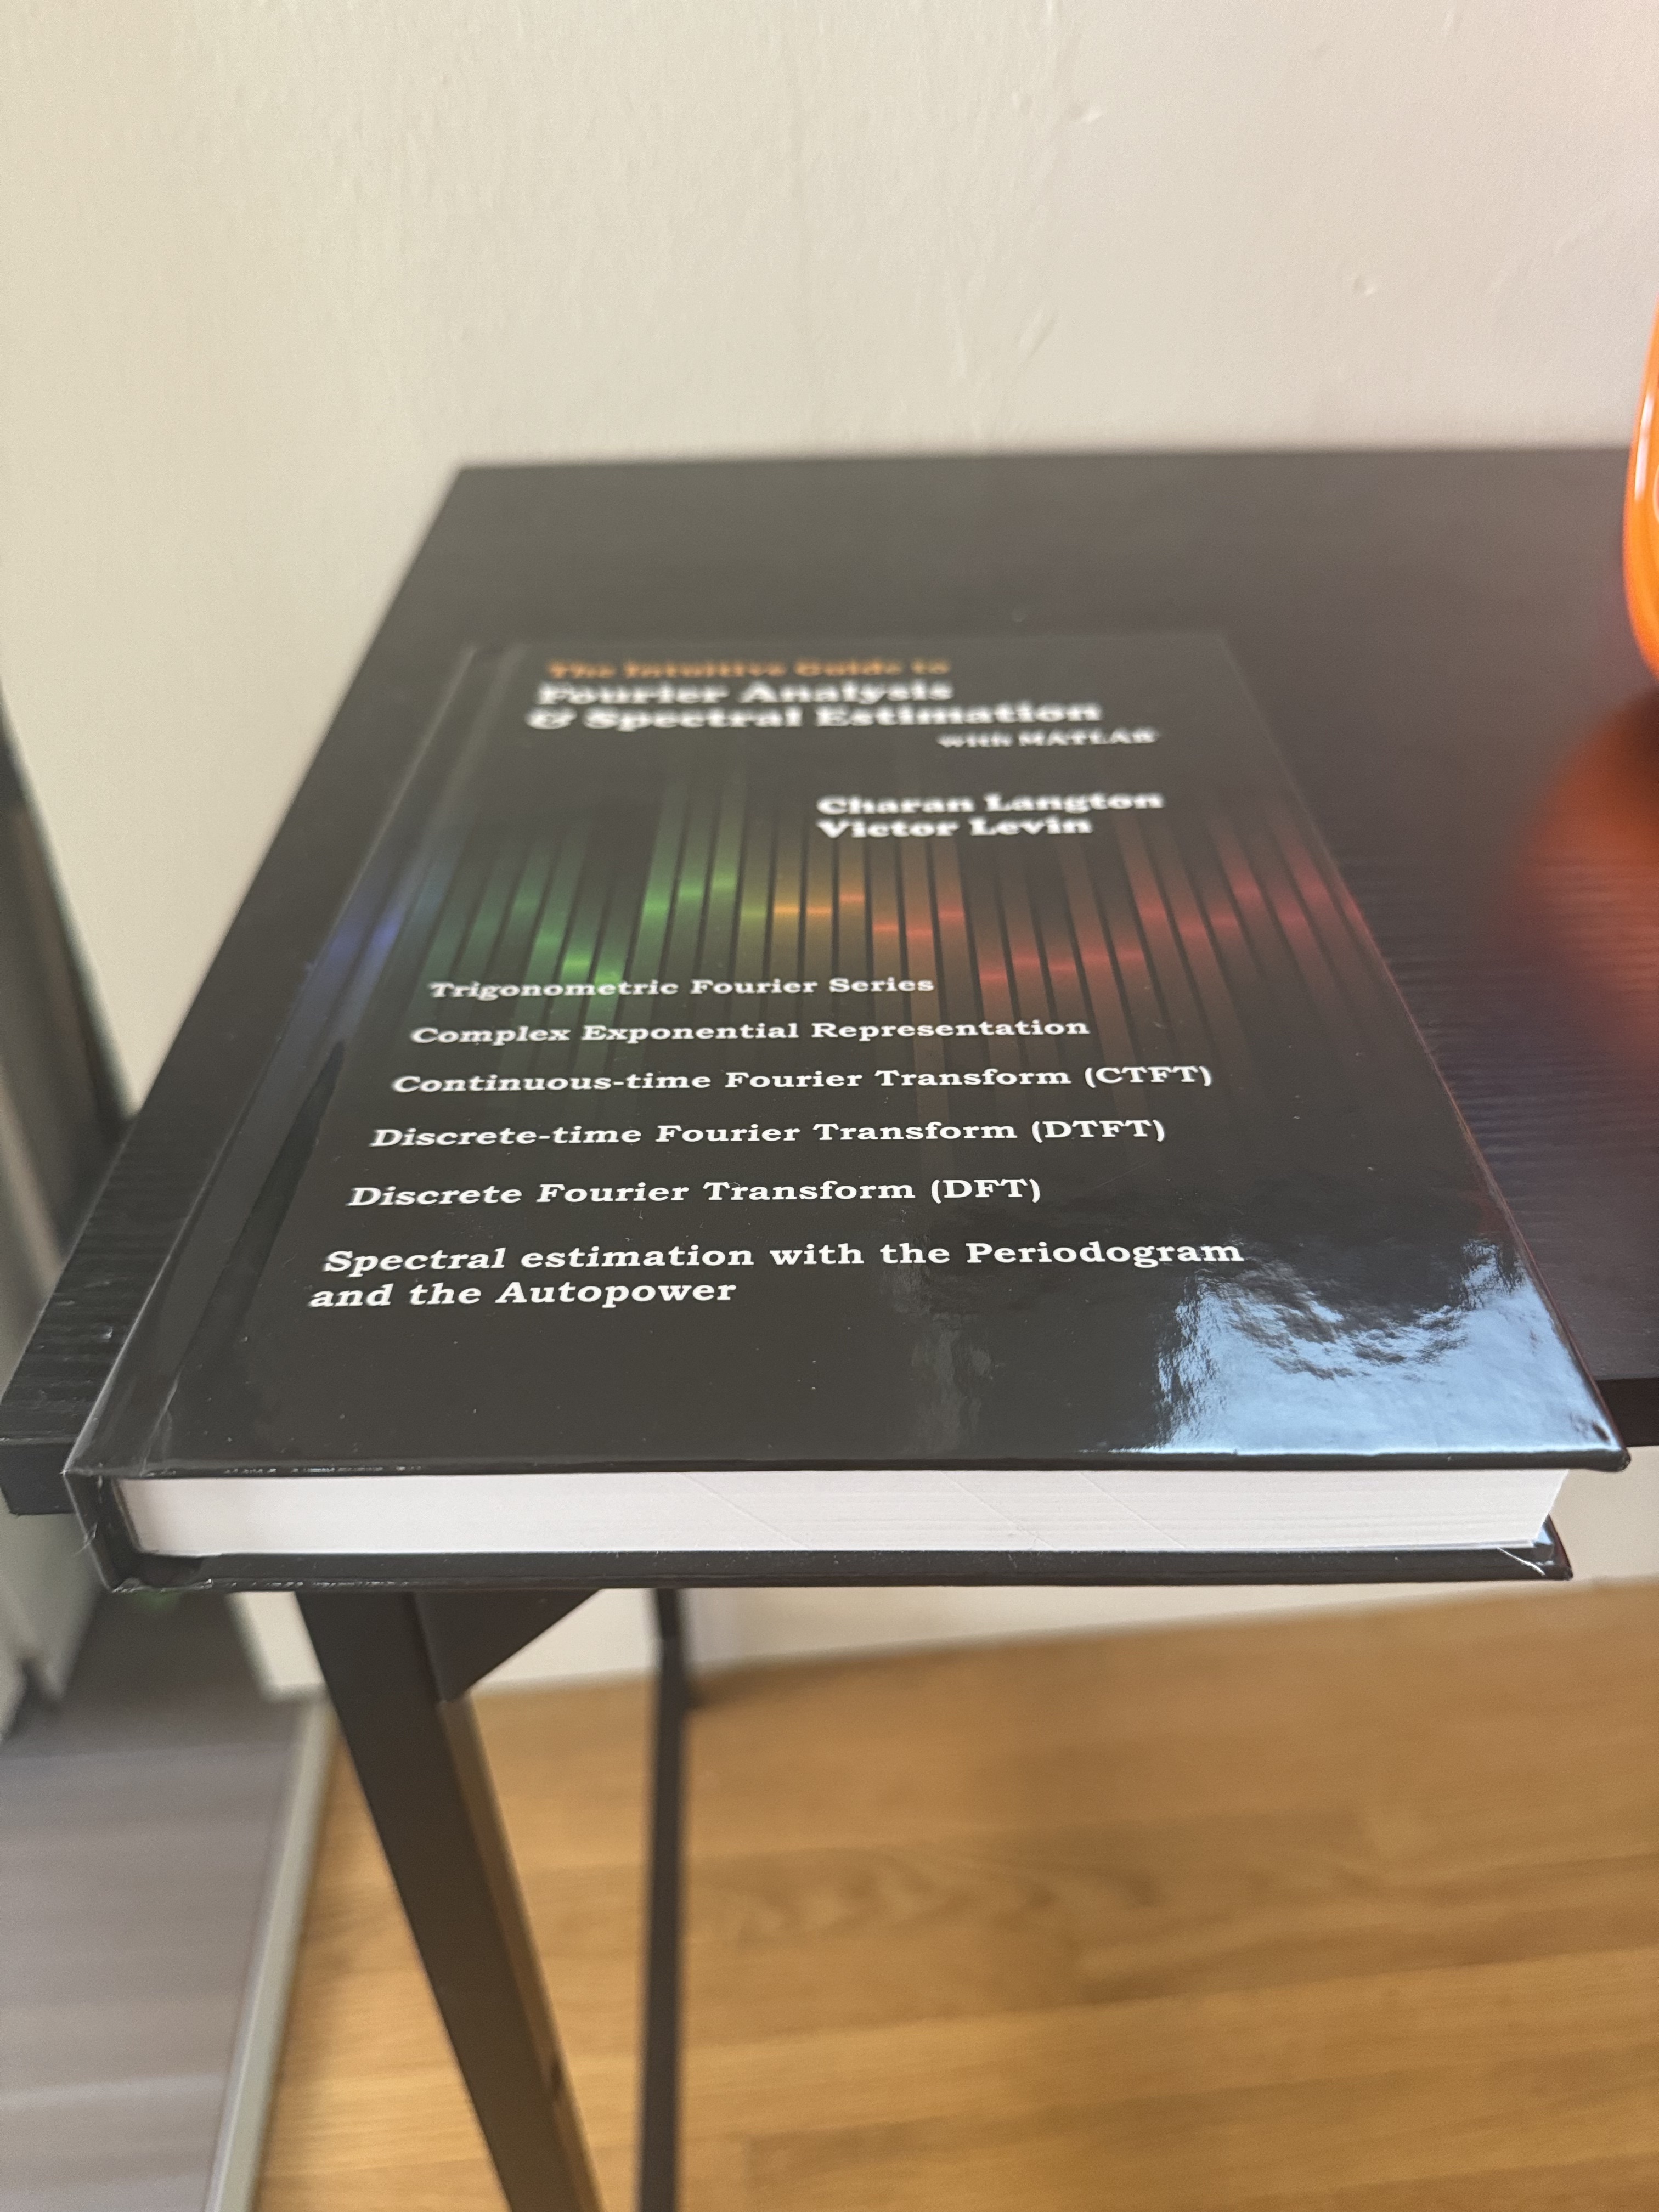 The Intuitive Guide to
Fourier Analysis
& Spectral Estimation
with MATLAB
Charan Langton
Victor Levin
Trigonometric Fourier Series
Complex Exponential Representation
Continuous-time Fourier Transform (CTFT)
Discrete-time Fourier Transform (DTFT)
Discrete Fourier Transform (DFT)
Spectral estimation with the Periodogram
and the Autopower